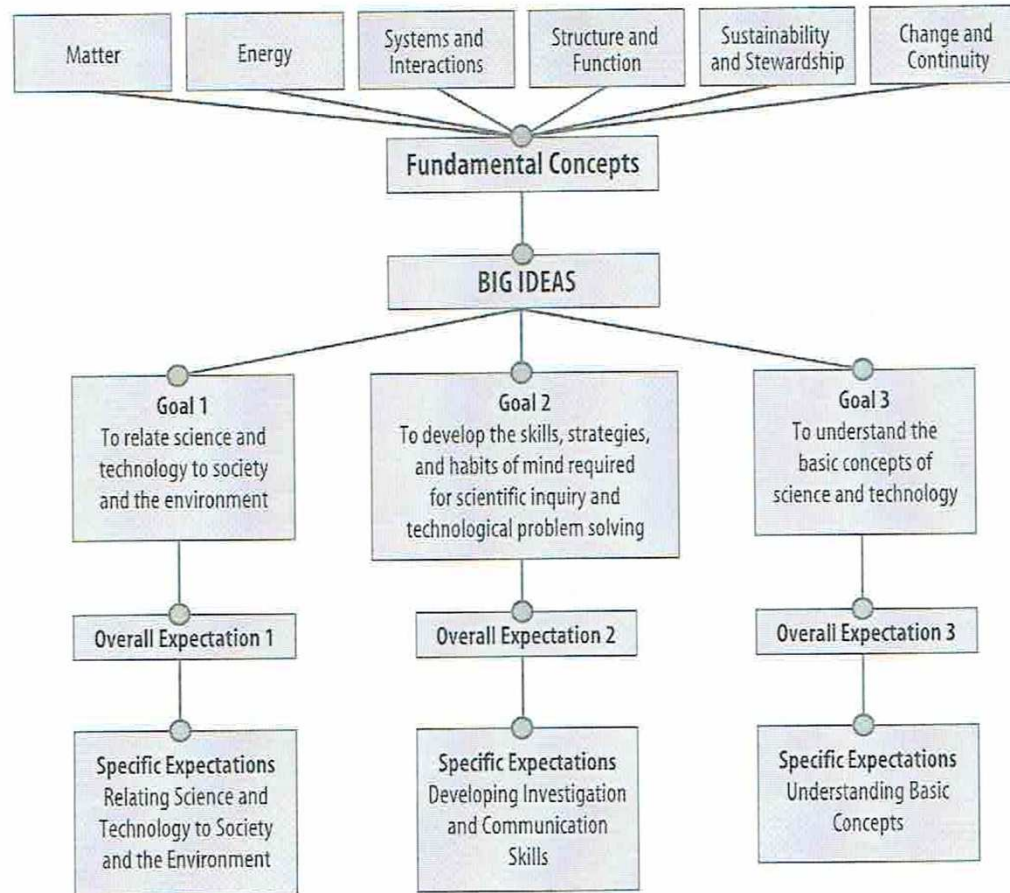 Matter
Energy
Systems and
Interactions
Structure and
Function
Sustainability
and Stewardship
Change and
Continuity
Fundamental Concepts
BIG IDEAS
Goal 1
To relate science and
technology to society
and the environment
Goal 2
To develop the skills, strategies,
and habits of mind required
for scientific inquiry and
technological problem solving
Goal 3
To understand the
basic concepts of
science and technology
Overall Expectation 1
Overall Expectation 2
Overall Expectation 3
Specific Expectations
Relating Science and
Technology to Society
and the Environment
Specific Expectations
Developing Investigation
and Communication
Skills
Specific Expectations
Understanding Basic
Concepts